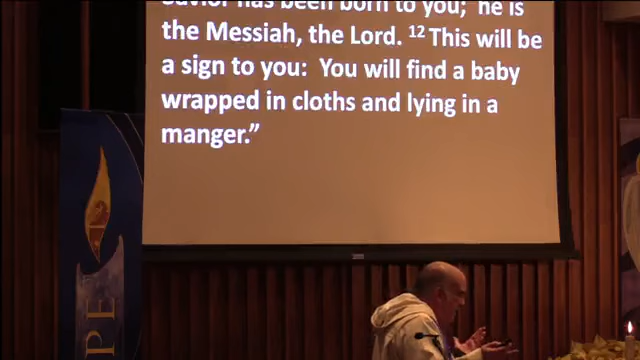 Savior has been born to you; he is
the Messiah, the Lord. 12 This will be
a sign to you: You will find a baby
wrapped in cloths and lying in a
manger.”
PE